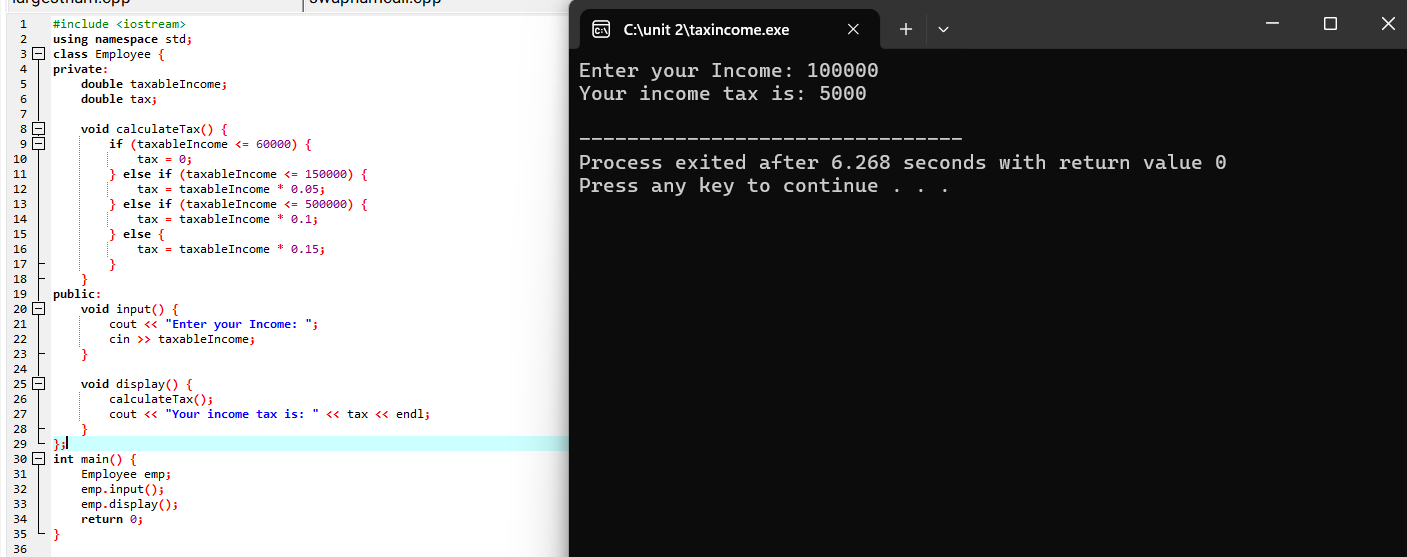 largestnum.cpp swapnumcall.cpp
1 #include <iostream>
2 using namespace std;
3 class Employee {
4 private:
5     double taxableIncome;
6     double tax;
7
8     void calculateTax() {
9         if (taxableIncome <= 60000) {
10             tax = 0;
11         } else if (taxableIncome <= 150000) {
12             tax = taxableIncome * 0.05;
13         } else if (taxableIncome <= 500000) {
14             tax = taxableIncome * 0.1;
15         } else {
16             tax = taxableIncome * 0.15;
17         }
18     }
19 public:
20     void input() {
21         cout << "Enter your Income: ";
22         cin >> taxableIncome;
23     }
24
25     void display() {
26         calculateTax();
27         cout << "Your income tax is: " << tax << endl;
28     }
29 };
30 int main() {
31     Employee emp;
32     emp.input();
33     emp.display();
34     return 0;
35 }
36
C:\unit 2\taxincome.exe
Enter your Income: 100000
Your income tax is: 5000
--------------------------------
Process exited after 6.268 seconds with return value 0
Press any key to continue . . .